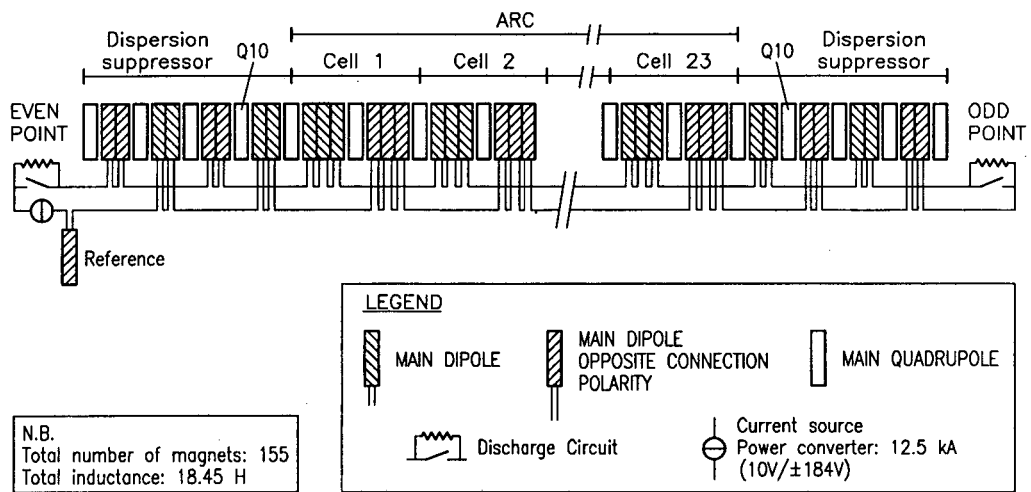 ARC
Dispersion
suppressor
Q10
Cell 1
Cell 2
Cell 23
Q10
Dispersion
suppressor
EVEN
POINT
ODD
POINT
Reference
LEGEND
MAIN DIPOLE
MAIN DIPOLE
OPPOSITE CONNECTION
POLARITY
MAIN QUADRUPOLE
Discharge Circuit
Current source
Power converter: 12.5 kA
(10V/±184V)
N.B.
Total number of magnets: 155
Total inductance: 18.45 H